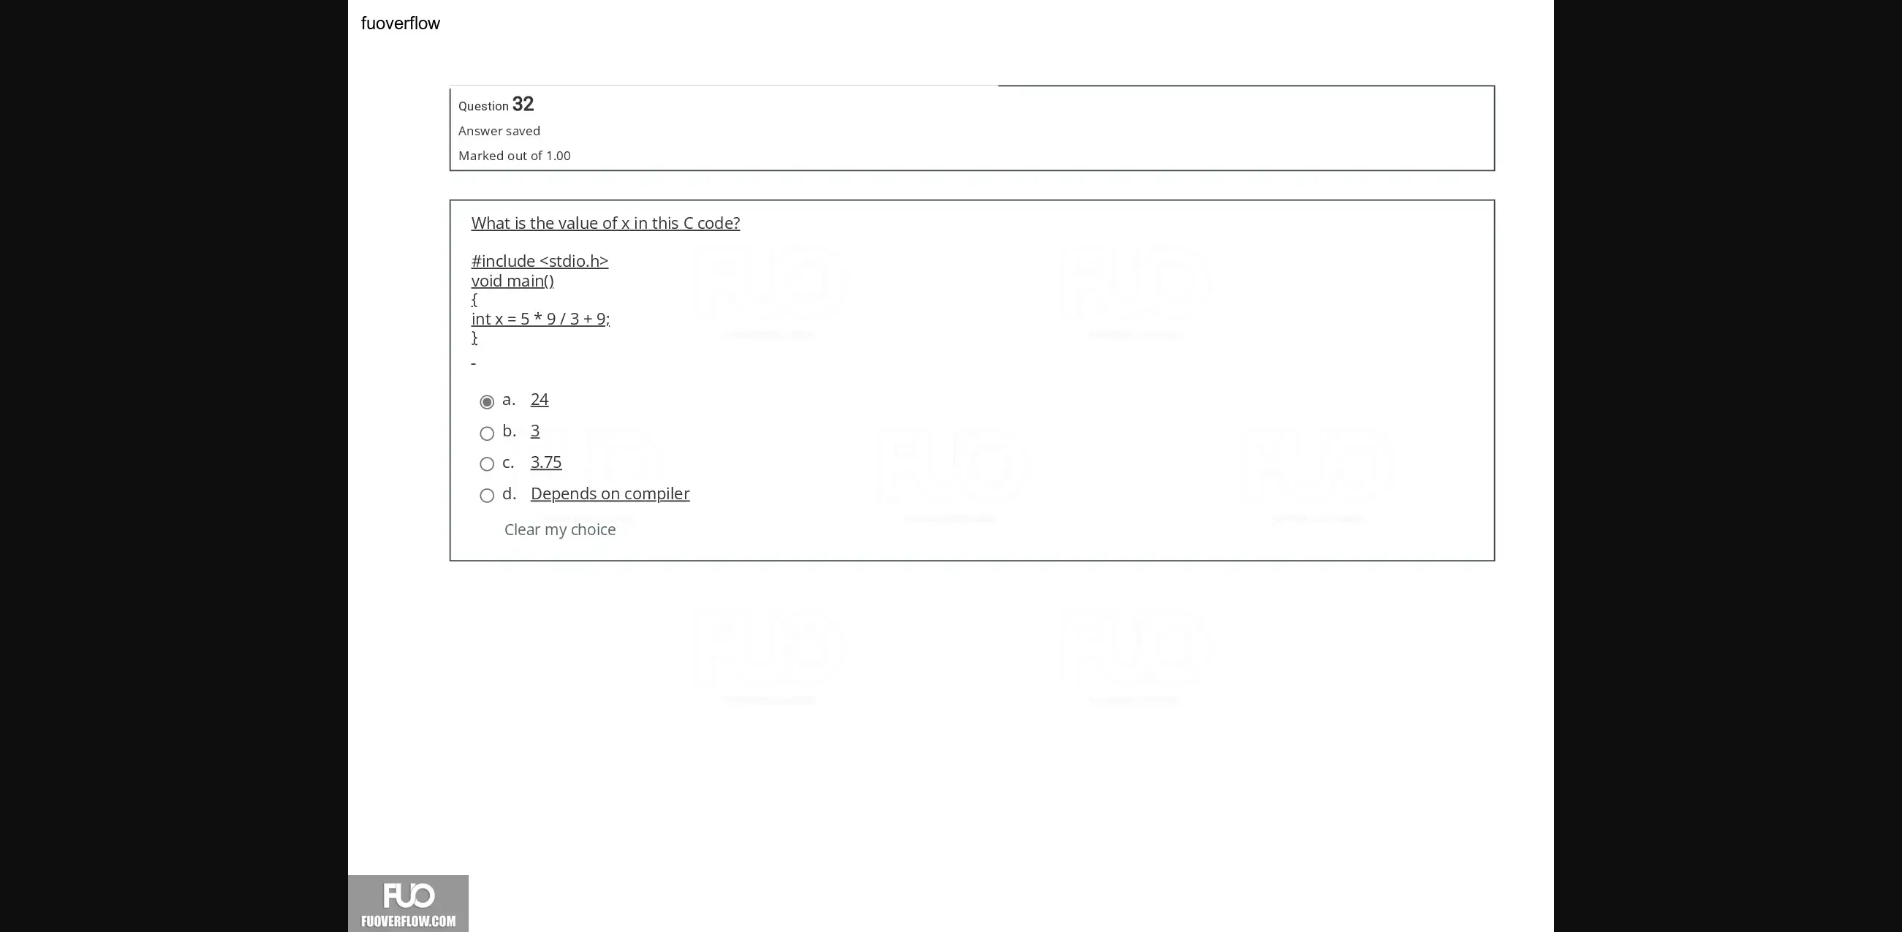 fuoverflow
Question 32
Answer saved
Marked out of 1.00
What is the value of x in this C code?
#include <stdio.h>
void main()
{
int x = 5 * 9 / 3 + 9;
}
a. 24
b. 3
c. 3.75
d. Depends on compiler
Clear my choice
FUO
FUOVERFLOW.COM